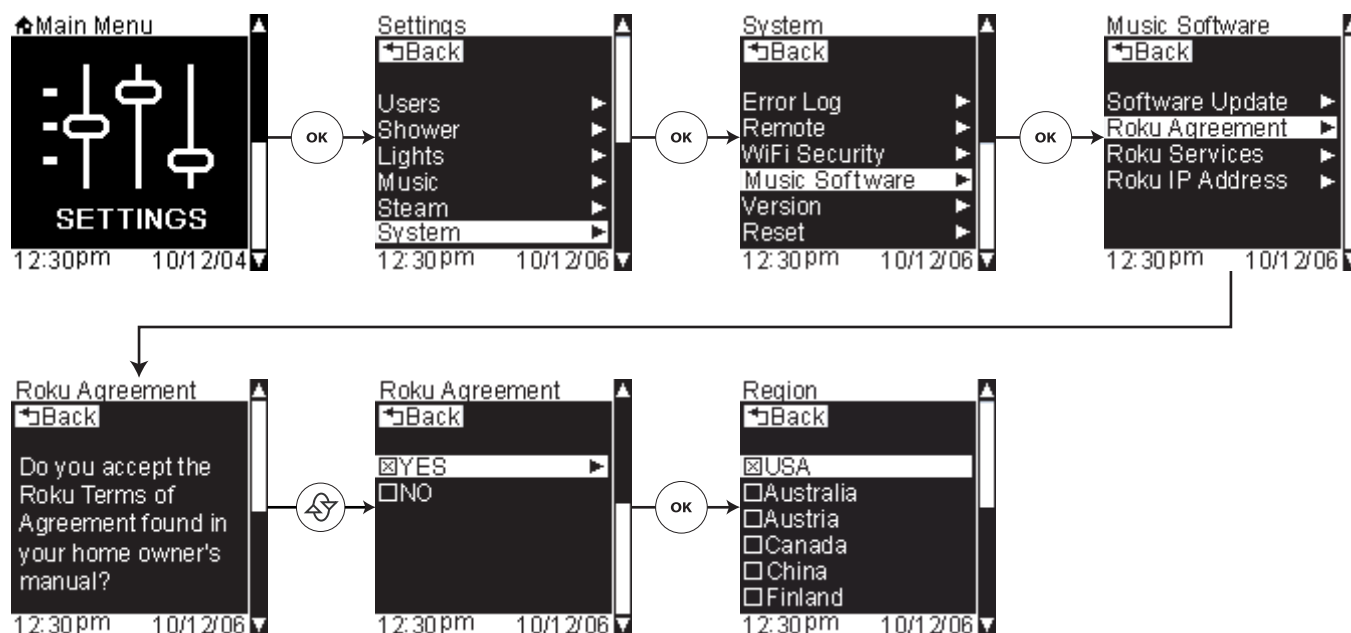 Main Menu
SETTINGS
12:30pm 10/12/04
OK
Settings
Back
Users
Shower
Lights
Music
Steam
System
12:30pm 10/12/06
OK
System
Back
Error Log
Remote
WiFi Security
Music Software
Version
Reset
12:30pm 10/12/06
OK
Music Software
Back
Software Update
Roku Agreement
Roku Services
Roku IP Address
12:30pm 10/12/06
Roku Agreement
Back
Do you accept the
Roku Terms of
Agreement found in
your home owner's
manual?
12:30pm 10/12/06
Roku Agreement
Back
YES
NO
12:30pm 10/12/06
OK
Region
Back
USA
Australia
Austria
Canada
China
Finland
12:30pm 10/12/06